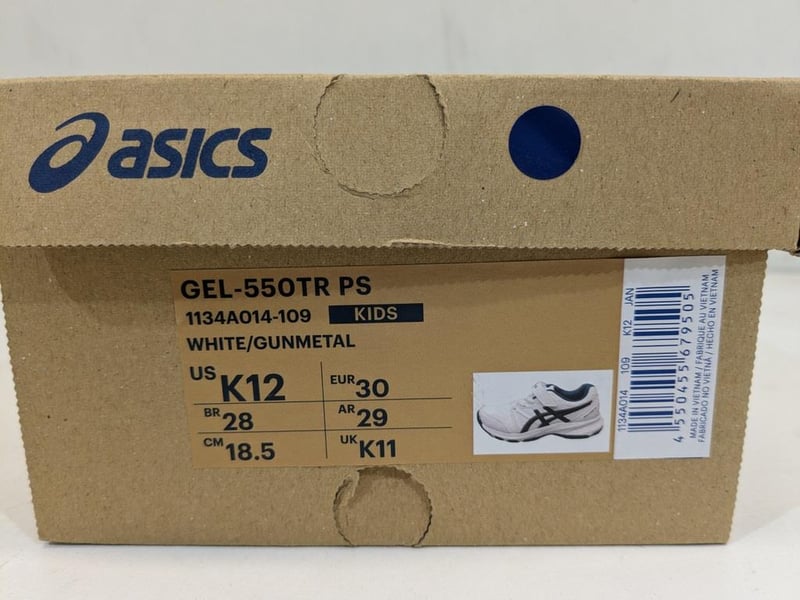 asics
GEL-550TR PS
1134A014-109 KIDS
WHITE/GUNMETAL
US K12 EUR 30
BR 28 AR 29
CM 18.5 UK K11
1134A014 109 K12 JAN
4 550455 679505
MADE IN VIETNAM / FABRIQUE AU VIETNAM
FABRICADO NO VIETNÃ / HECHO EN VIETNAM